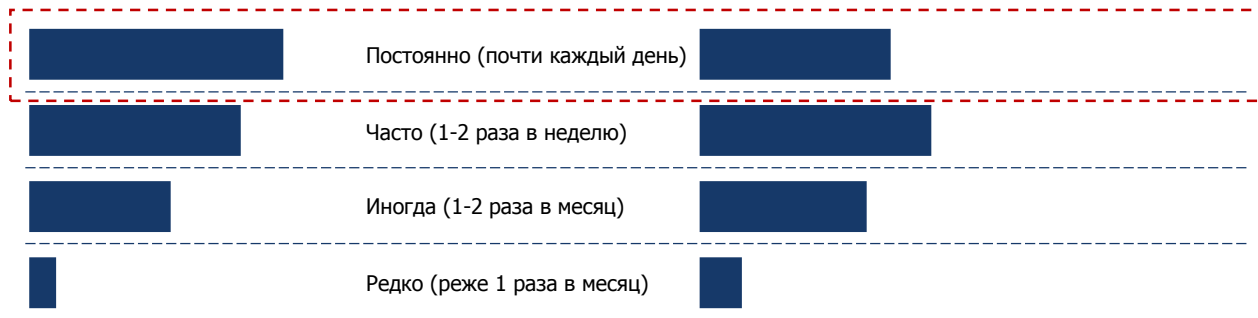 Постоянно (почти каждый день)
Часто (1-2 раза в неделю)
Иногда (1-2 раза в месяц)
Редко (реже 1 раза в месяц)